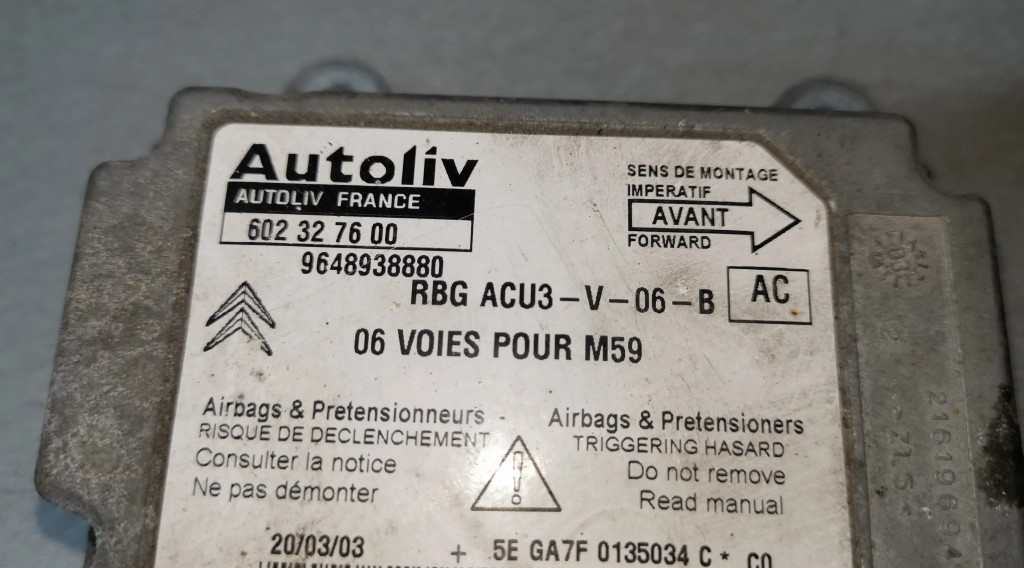 Autoliv
AUTOLIV FRANCE
602 32 76 00
9648938880
SENS DE MONTAGE
IMPERATIF
AVANT
FORWARD
RBG ACU3-V-06-B
AC
06 VOIES POUR M59
Airbags & Pretensionneurs -
RISQUE DE DECLENCHEMENT
Consulter la notice
Ne pas démonter
Airbags & Pretensioners
TRIGGERING HASARD
Do not remove
Read manual
20/03/03 + 5E GA7F 0135034 C * C0